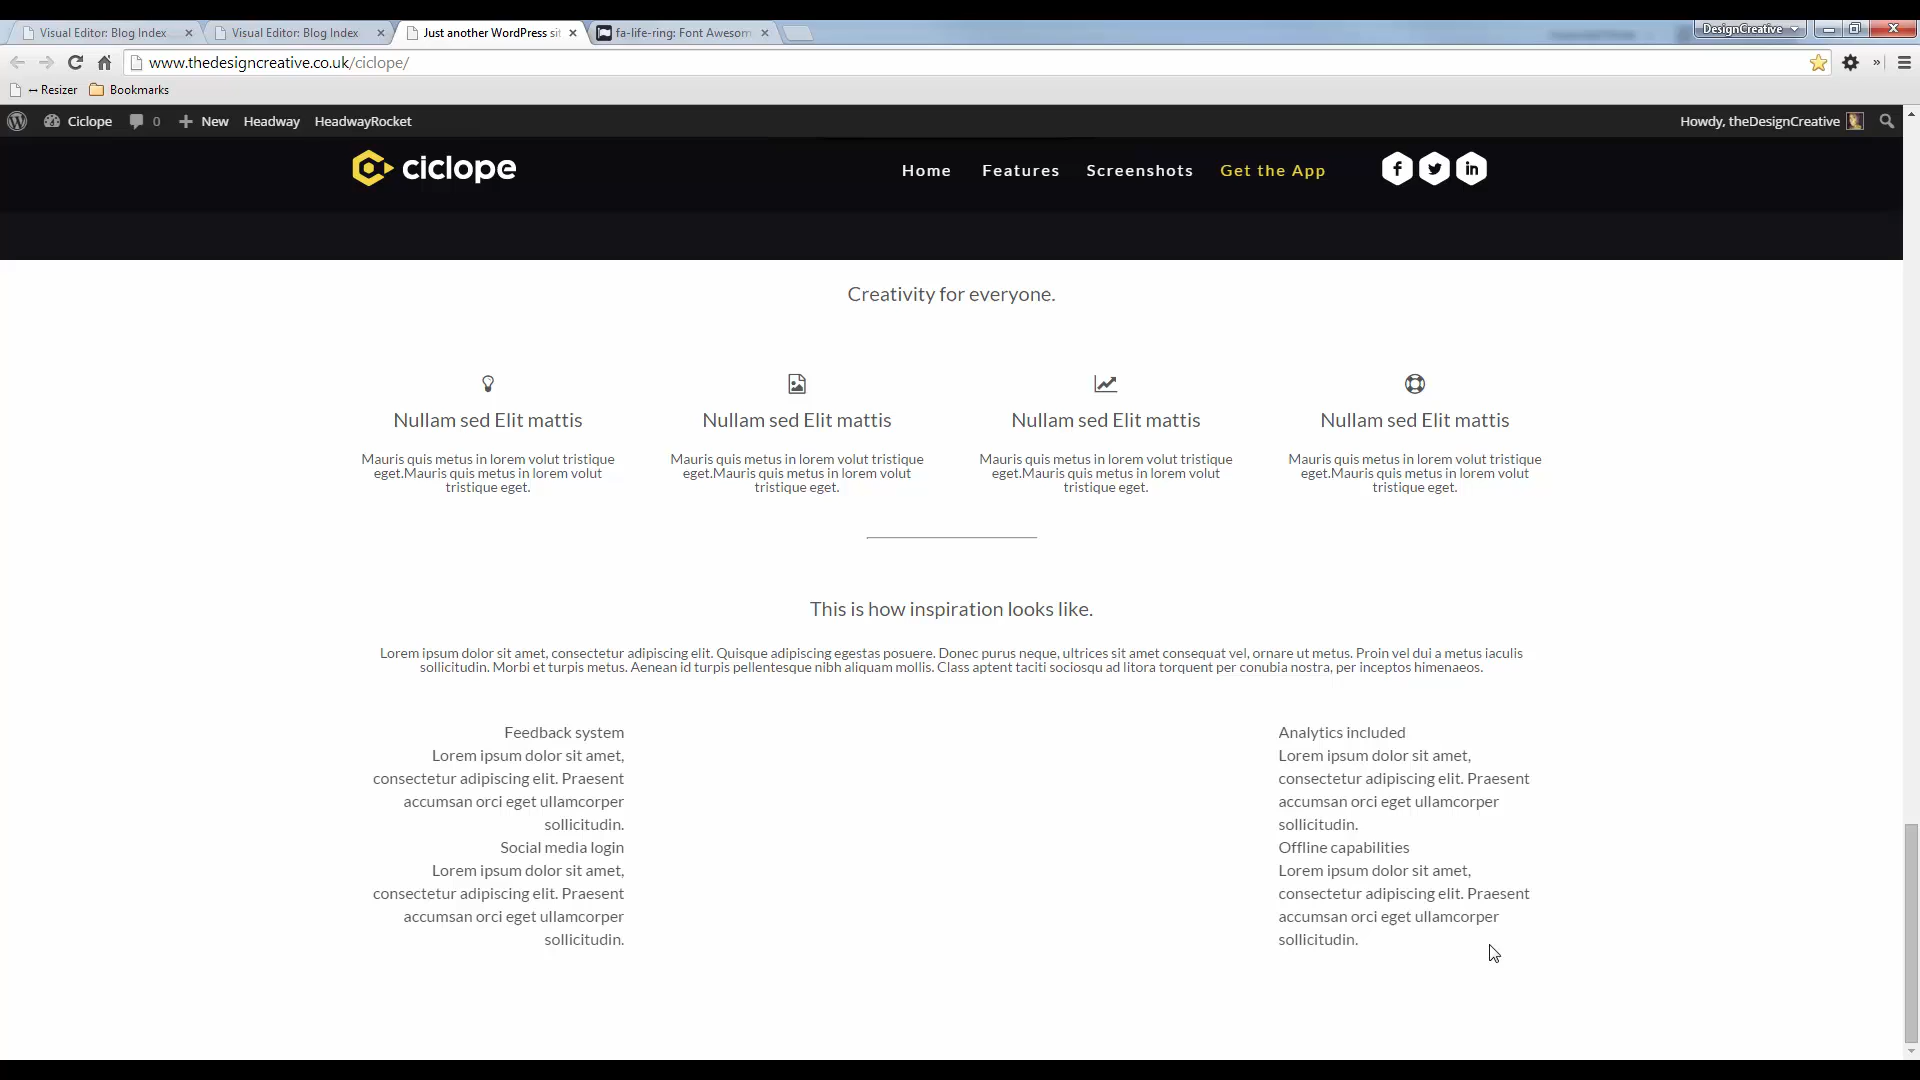 Visual Editor: Blog Index
Visual Editor: Blog Index
Just another WordPress sit
fa-life-ring: Font Awesom
DesignCreative
www.thedesigncreative.co.uk/ciclope/
Resizer
Bookmarks
Ciclope
0
New
Headway
HeadwayRocket
Howdy, theDesignCreative
ciclope
Home
Features
Screenshots
Get the App
Creativity for everyone.
Nullam sed Elit mattis
Mauris quis metus in lorem volut tristique
eget.Mauris quis metus in lorem volut
tristique eget.
Nullam sed Elit mattis
Mauris quis metus in lorem volut tristique
eget.Mauris quis metus in lorem volut
tristique eget.
Nullam sed Elit mattis
Mauris quis metus in lorem volut tristique
eget.Mauris quis metus in lorem volut
tristique eget.
Nullam sed Elit mattis
Mauris quis metus in lorem volut tristique
eget.Mauris quis metus in lorem volut
tristique eget.
This is how inspiration looks like.
Lorem ipsum dolor sit amet, consectetur adipiscing elit. Quisque adipiscing egestas posuere. Donec purus neque, ultrices sit amet consequat vel, ornare ut metus. Proin vel dui a metus iaculis
sollicitudin. Morbi et turpis metus. Aenean id turpis pellentesque nibh aliquam mollis. Class aptent taciti sociosqu ad litora torquent per conubia nostra, per inceptos himenaeos.
Feedback system
Lorem ipsum dolor sit amet,
consectetur adipiscing elit. Praesent
accumsan orci eget ullamcorper
sollicitudin.
Social media login
Lorem ipsum dolor sit amet,
consectetur adipiscing elit. Praesent
accumsan orci eget ullamcorper
sollicitudin.
Analytics included
Lorem ipsum dolor sit amet,
consectetur adipiscing elit. Praesent
accumsan orci eget ullamcorper
sollicitudin.
Offline capabilities
Lorem ipsum dolor sit amet,
consectetur adipiscing elit. Praesent
accumsan orci eget ullamcorper
sollicitudin.